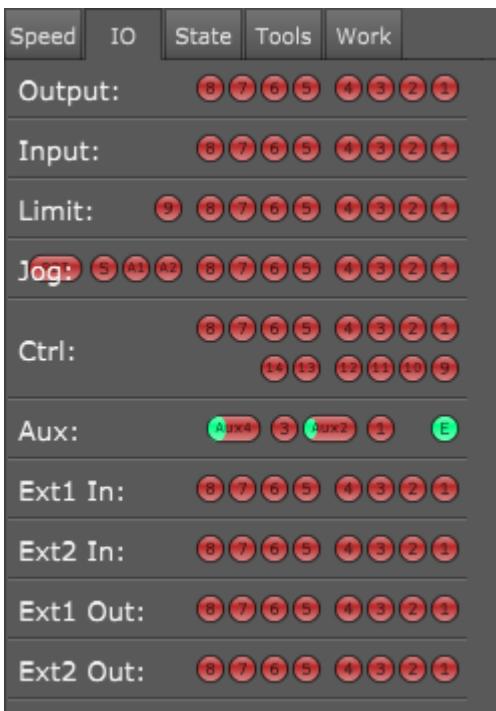 Speed IO State Tools Work
Output: 8 7 6 5 4 3 2 1
Input: 8 7 6 5 4 3 2 1
Limit: 9 8 7 6 5 4 3 2 1
Jog: S A1 A2 8 7 6 5 4 3 2 1
Ctrl: 8 7 6 5 4 3 2 1
14 13 12 11 10 9
Aux: Aux4 3 Aux2 1 E
Ext1 In: 8 7 6 5 4 3 2 1
Ext2 In: 8 7 6 5 4 3 2 1
Ext1 Out: 8 7 6 5 4 3 2 1
Ext2 Out: 8 7 6 5 4 3 2 1